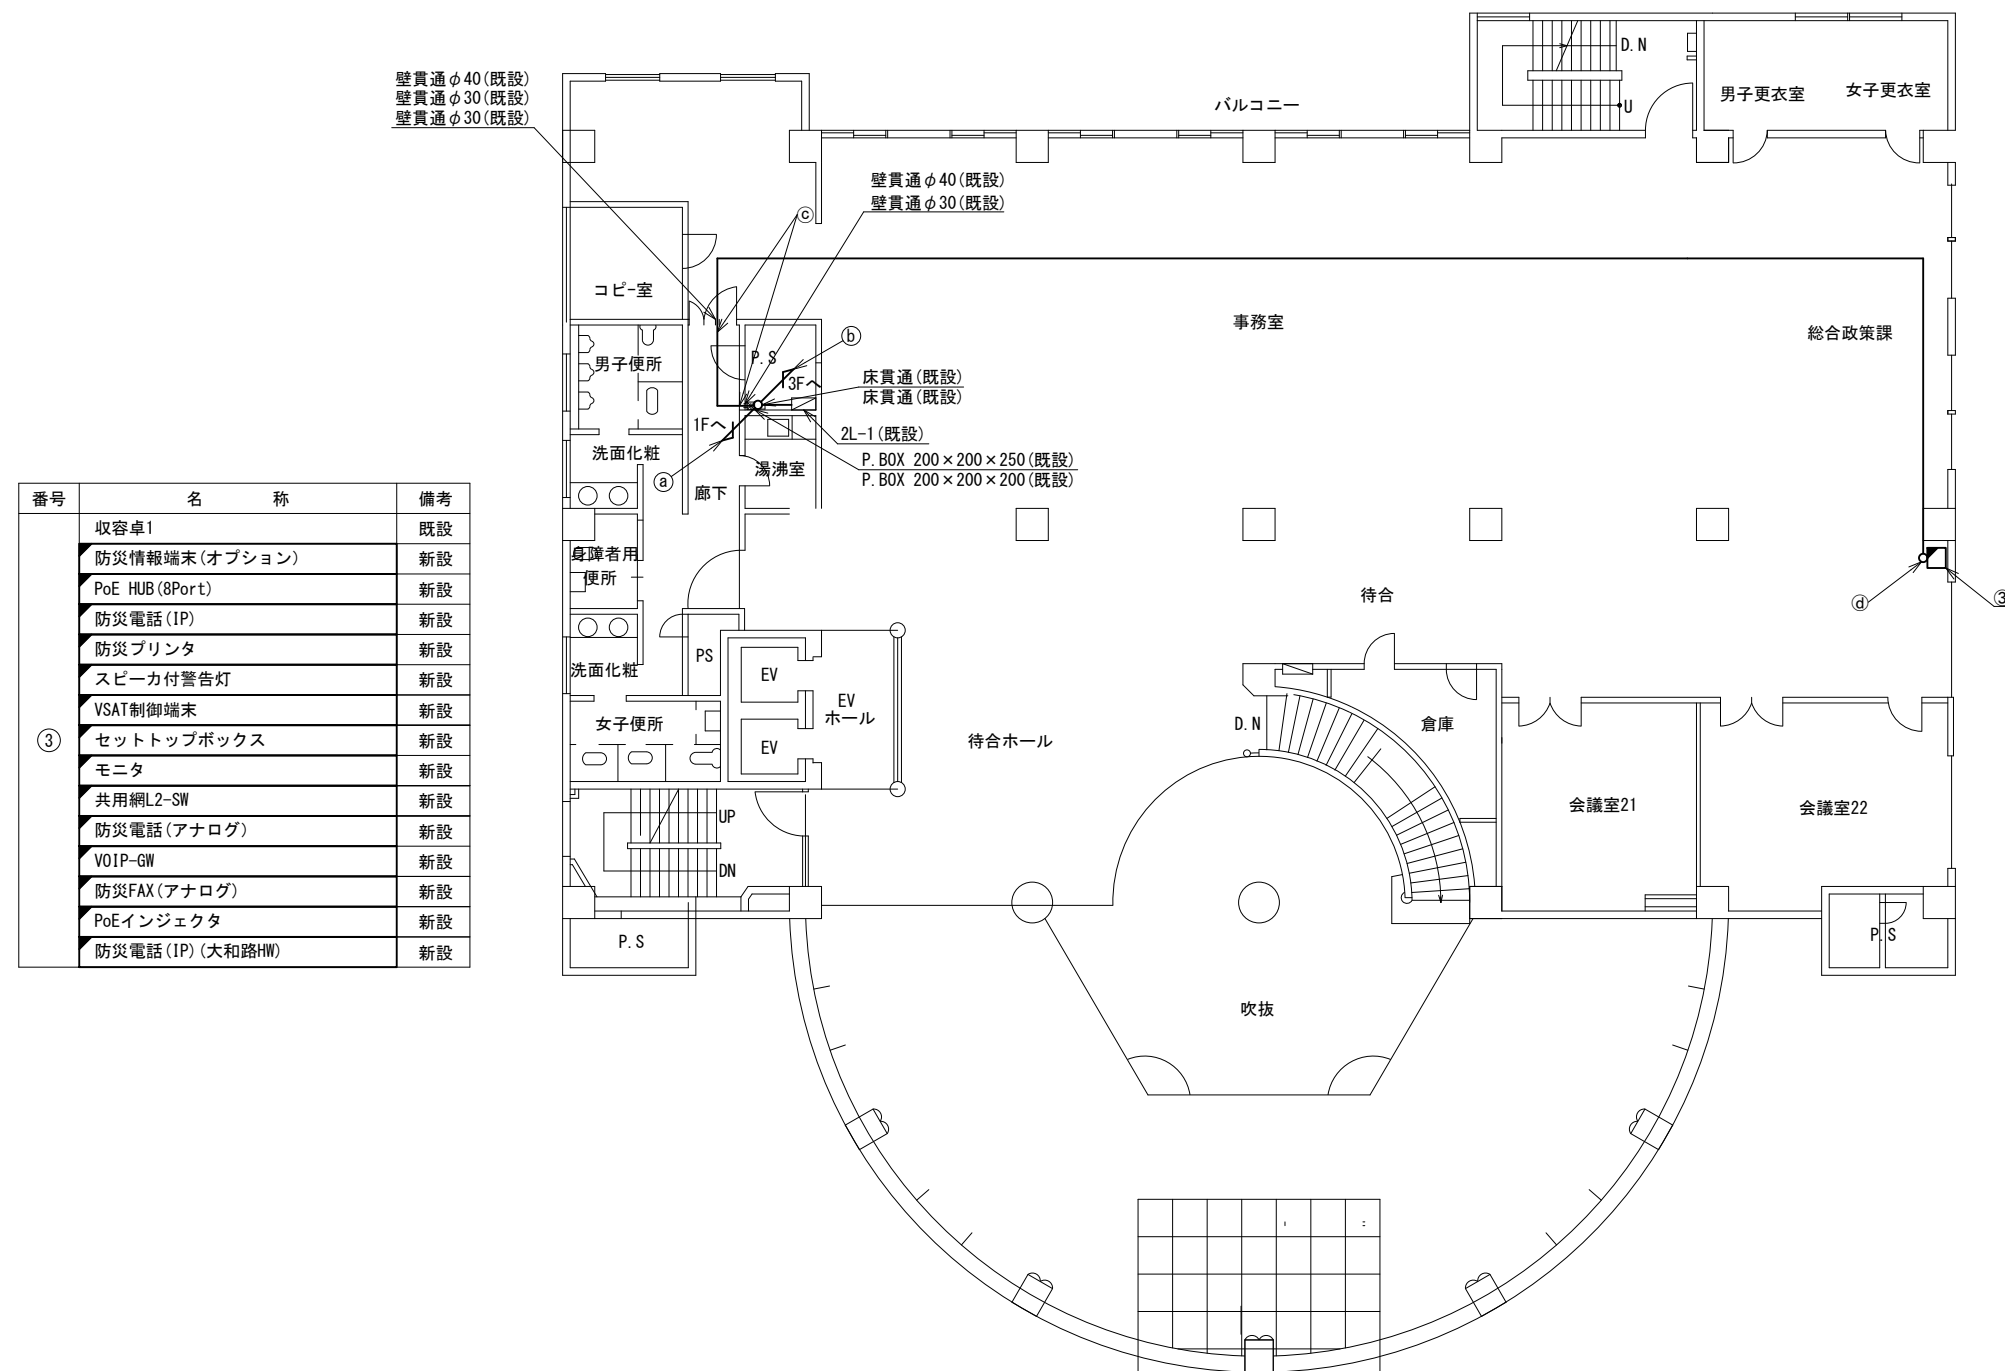 D.N
U
男子更衣室
女子更衣室
バルコニー
壁貫通φ40(既設)
壁貫通φ30(既設)
壁貫通φ30(既設)
壁貫通φ40(既設)
壁貫通φ30(既設)
ⓒ
コピー室
事務室
総合政策課
ⓑ
P.S
男子便所
3Fへ
床貫通(既設)
床貫通(既設)
1Fへ
2L-1(既設)
P.BOX 200×200×250(既設)
P.BOX 200×200×200(既設)
洗面化粧
湯沸室
ⓐ
廊下
身障者用
便所
待合
ⓓ
③
PS
洗面化粧
EV
EV
ホール
EV
女子便所
待合ホール
D.N
倉庫
会議室21
会議室22
UP
DN
P.S
P.S
吹抜
番号 名 称 備考
③
収容卓1 既設
防災情報端末(オプション) 新設
PoE HUB(8Port) 新設
防災電話(IP) 新設
防災プリンタ 新設
スピーカ付警告灯 新設
VSAT制御端末 新設
セットトップボックス 新設
モニタ 新設
共用網L2-SW 新設
防災電話(アナログ) 新設
VOIP-GW 新設
防災FAX(アナログ) 新設
PoEインジェクタ 新設
防災電話(IP)(大和路HW) 新設